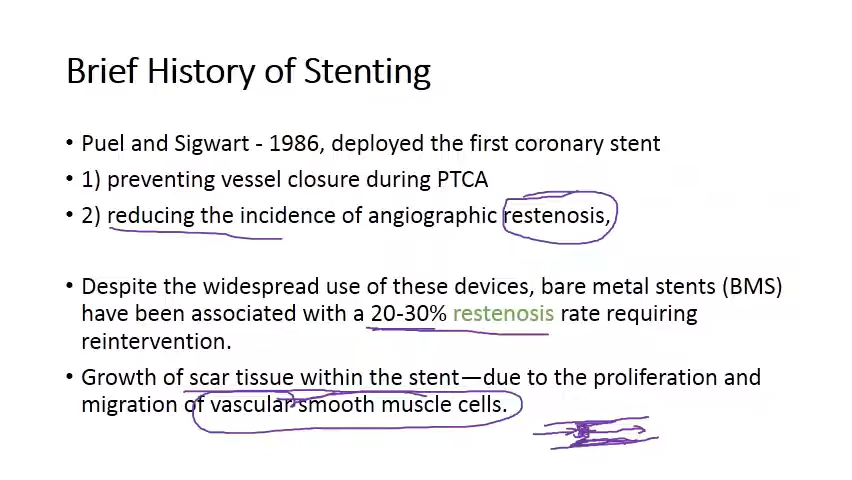 Brief History of Stenting
• Puel and Sigwart - 1986, deployed the first coronary stent
• 1) preventing vessel closure during PTCA
• 2) reducing the incidence of angiographic restenosis,
• Despite the widespread use of these devices, bare metal stents (BMS)
have been associated with a 20-30% restenosis rate requiring
reintervention.
• Growth of scar tissue within the stent—due to the proliferation and
migration of vascular smooth muscle cells.